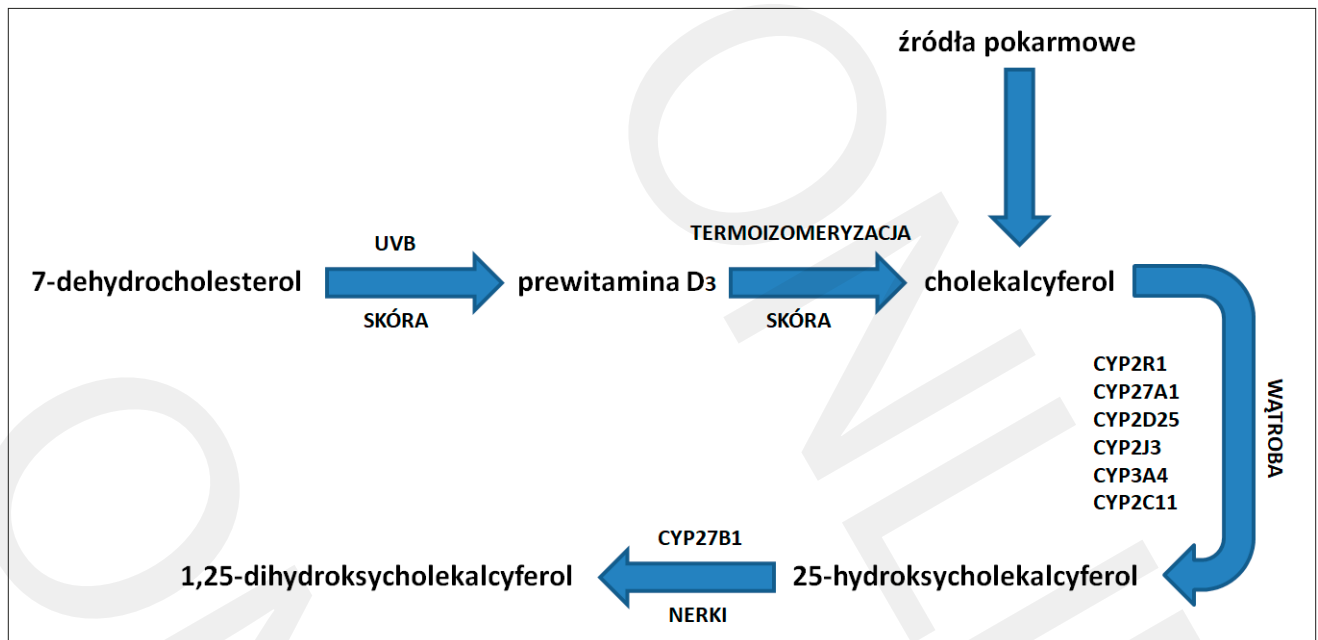 źródła pokarmowe
UVB
TERMOIZOMERYZACJA
7-dehydrocholesterol
prewitamina D3
cholekalcyferol
SKÓRA
SKÓRA
CYP2R1
CYP27A1
CYP2D25
CYP2J3
CYP3A4
CYP2C11
WĄTROBA
CYP27B1
1,25-dihydroksycholekalcyferol
25-hydroksycholekalcyferol
NERKI